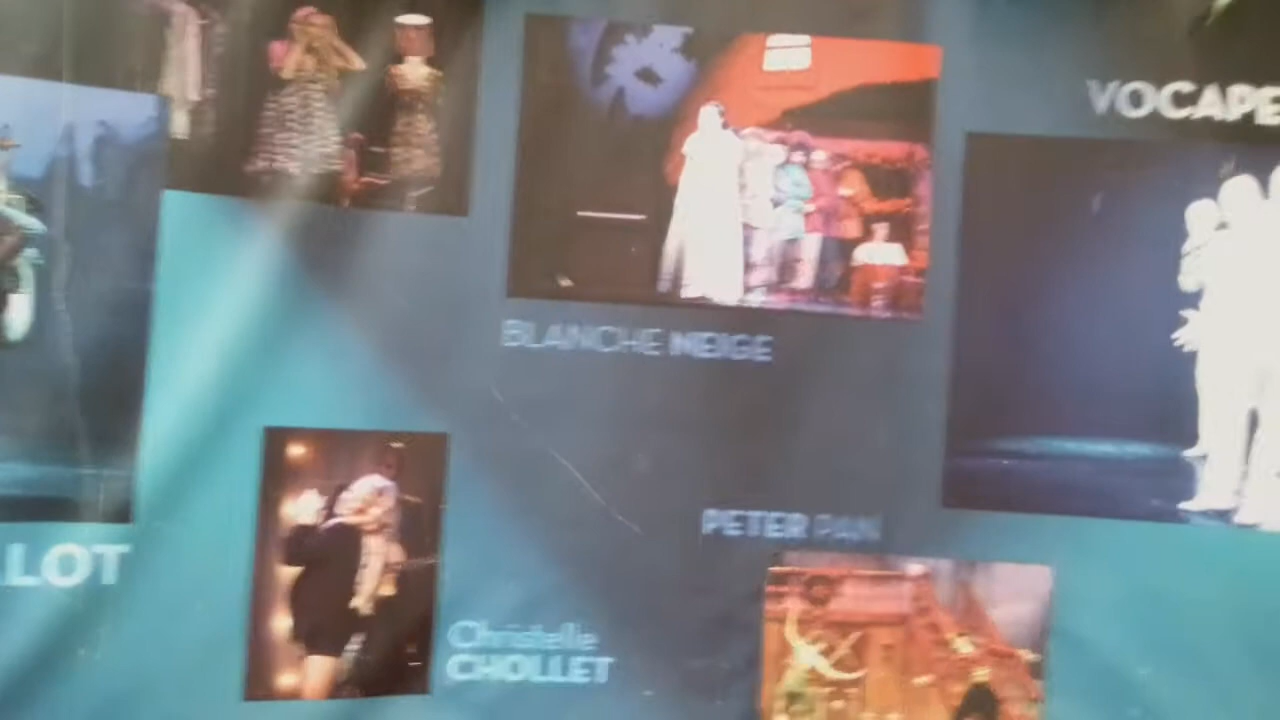 VOCAPE
BLANCHE NEIGE
PETER PAN
LOT
Christelle
CHOLLET